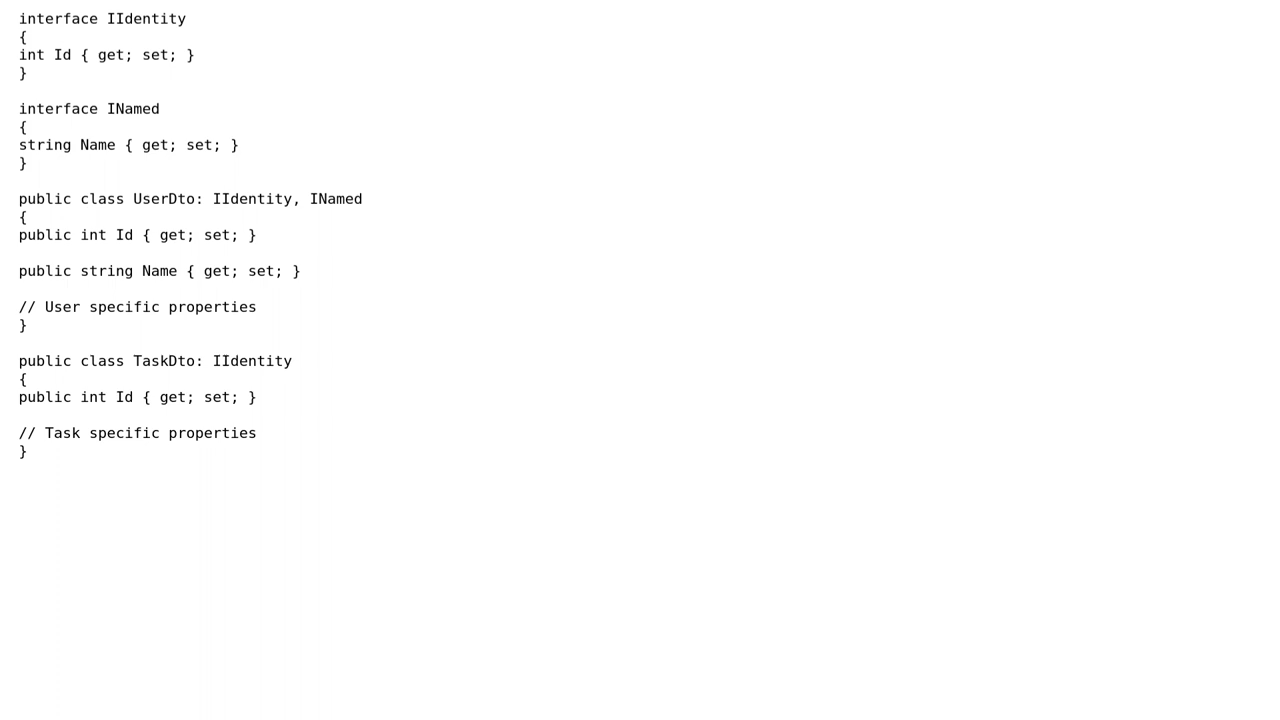 interface IIdentity
{
int Id { get; set; }
}

interface INamed
{
string Name { get; set; }
}

public class UserDto: IIdentity, INamed
{
public int Id { get; set; }

public string Name { get; set; }

// User specific properties
}

public class TaskDto: IIdentity
{
public int Id { get; set; }

// Task specific properties
}